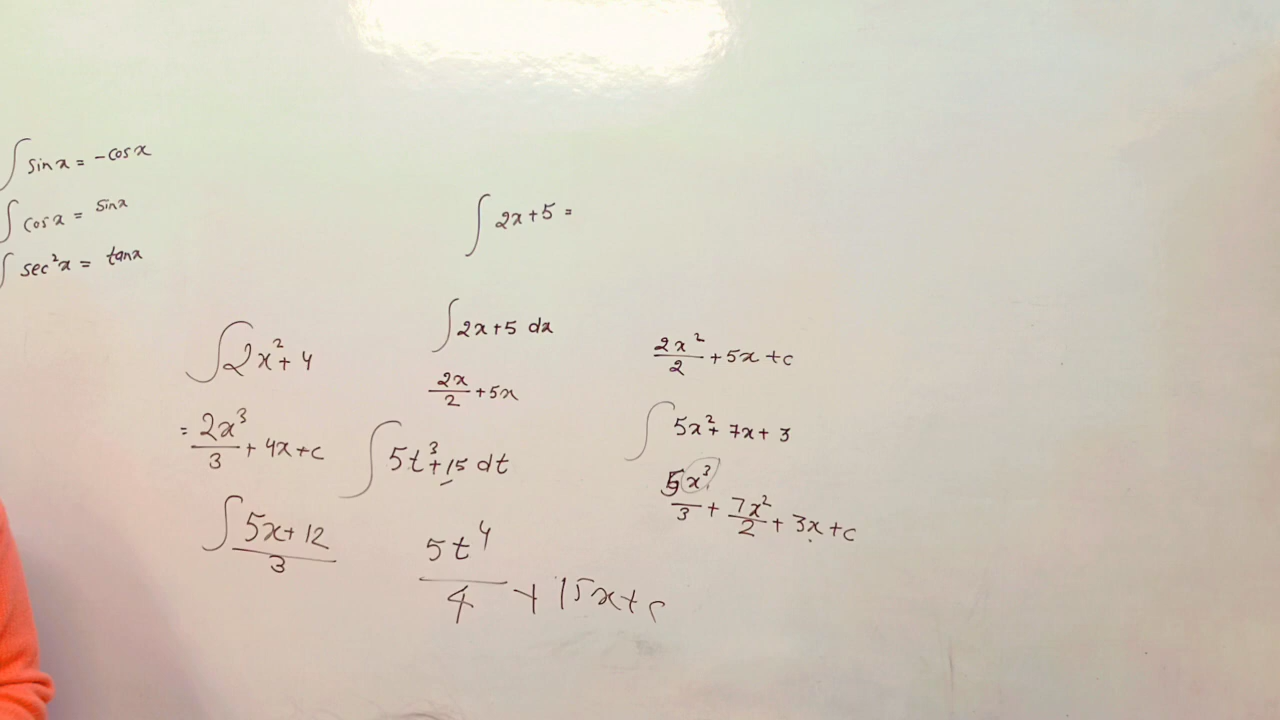 ∫ sin x = -cos x
∫ cos x = sin x
∫ sec²x = tan x
∫ 2x+5 =
∫ 2x²+4
= 2x³/3 + 4x+c
∫ 5x+12/3
∫ 2x+5 dx
2x/2 +5x
∫ 5t³+15 dt
5t⁴/4 + 15x+c
2x²/2 +5x+c
∫ 5x²+7x+3
5x³/3 + 7x²/2 + 3x+c